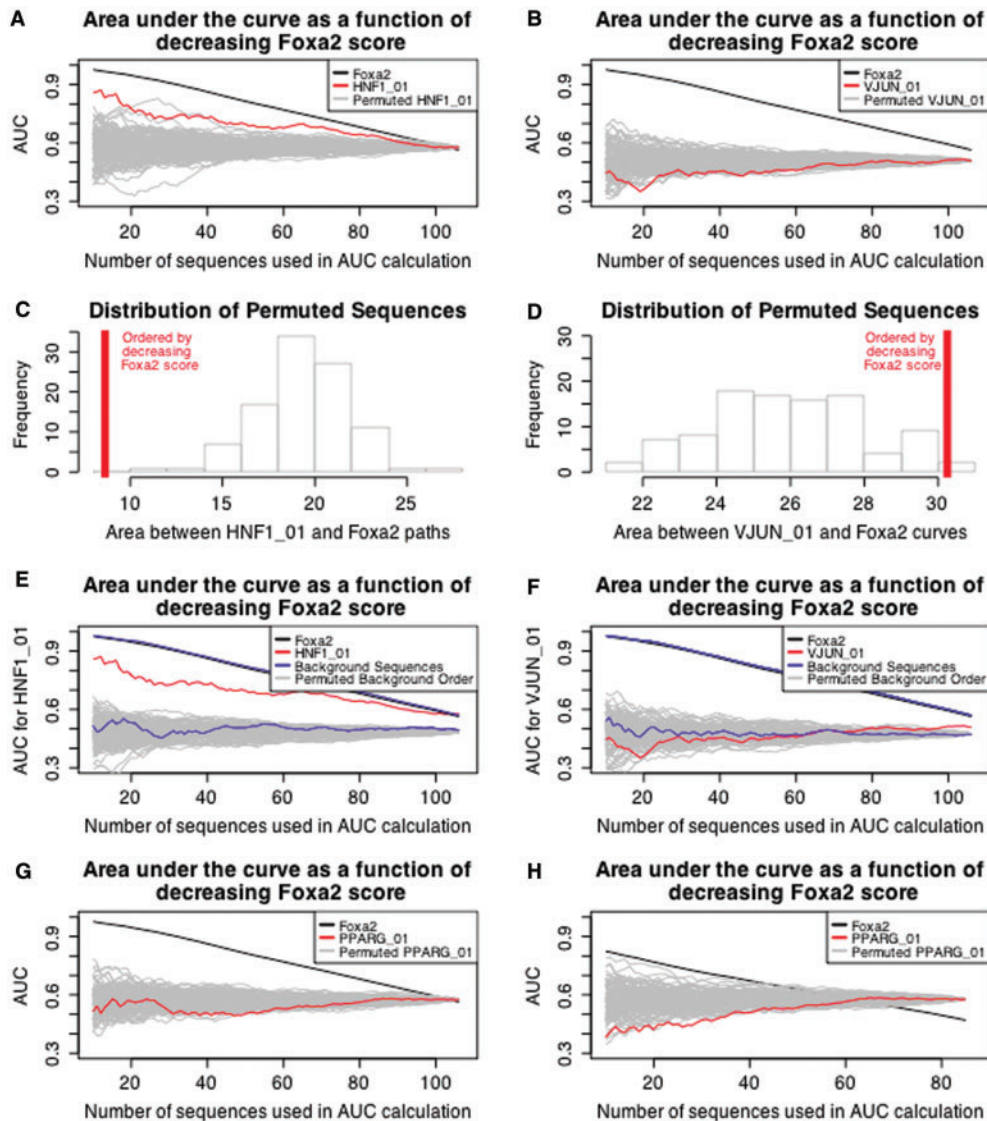 A
Area under the curve as a function of
decreasing Foxa2 score
AUC
0.3 0.6 0.9
Foxa2
HNF1_01
Permuted HNF1_01
20 40 60 80 100
Number of sequences used in AUC calculation
B
Area under the curve as a function of
decreasing Foxa2 score
AUC
0.3 0.6 0.9
Foxa2
VJUN_01
Permuted VJUN_01
20 40 60 80 100
Number of sequences used in AUC calculation
C
Distribution of Permuted Sequences
Frequency
0 10 20 30
Ordered by
decreasing
Foxa2 score
10 15 20 25
Area between HNF1_01 and Foxa2 paths
D
Distribution of Permuted Sequences
Frequency
0 10 20 30
Ordered by
decreasing
Foxa2 score
22 24 26 28 30
Area between VJUN_01 and Foxa2 curves
E
Area under the curve as a function of
decreasing Foxa2 score
AUC for HNF1_01
0.3 0.6 0.9
Foxa2
HNF1_01
Background Sequences
Permuted Background Order
20 40 60 80 100
Number of sequences used in AUC calculation
F
Area under the curve as a function of
decreasing Foxa2 score
AUC for VJUN_01
0.3 0.6 0.9
Foxa2
VJUN_01
Background Sequences
Permuted Background Order
20 40 60 80 100
Number of sequences used in AUC calculation
G
Area under the curve as a function of
decreasing Foxa2 score
AUC
0.3 0.6 0.9
Foxa2
PPARG_01
Permuted PPARG_01
20 40 60 80 100
Number of sequences used in AUC calculation
H
Area under the curve as a function of
decreasing Foxa2 score
AUC
0.3 0.6 0.9
Foxa2
PPARG_01
Permuted PPARG_01
20 40 60 80
Number of sequences used in AUC calculation